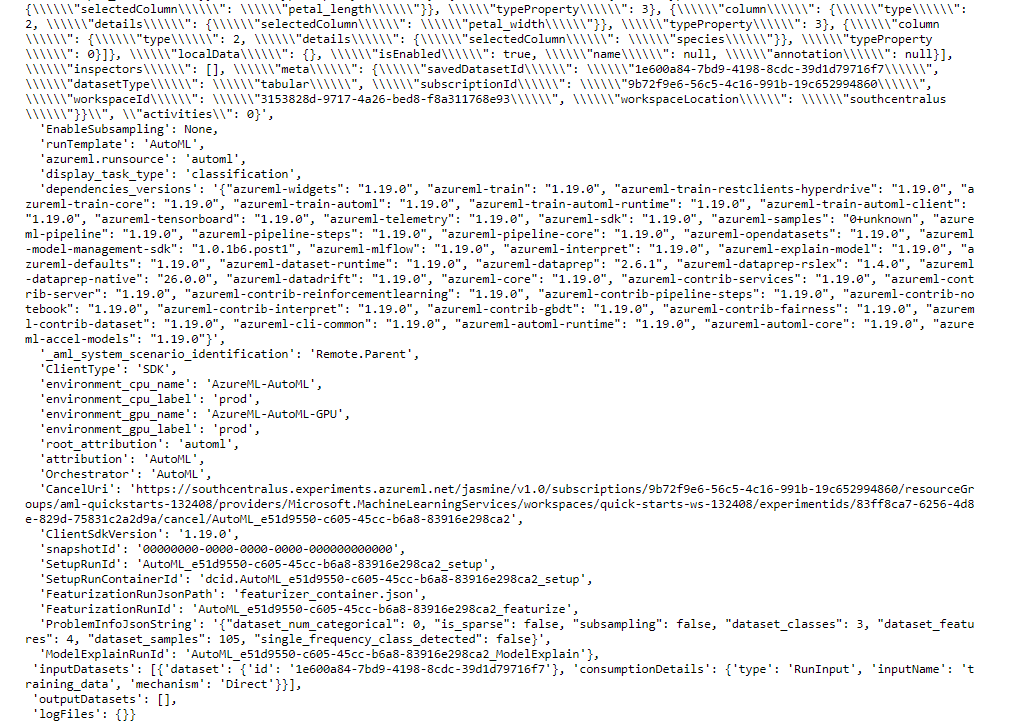 {\\\\\\"selectedColumn\\\\\\": \\\\\\"petal_length\\\\\\"}}, \\\\\\"typeProperty\\\\\\": 3}, {\\\\\\"column\\\\\\": {\\\\\\"type\\\\\\":
2, \\\\\\"details\\\\\\": {\\\\\\"selectedColumn\\\\\\": \\\\\\"petal_width\\\\\\"}}, \\\\\\"typeProperty\\\\\\": 3}, {\\\\\\"column
\\\\\\": {\\\\\\"type\\\\\\": 2, \\\\\\"details\\\\\\": {\\\\\\"selectedColumn\\\\\\": \\\\\\"species\\\\\\"}}, \\\\\\"typeProperty
\\\\\\": 0}]}, \\\\\\"localData\\\\\\": {}, \\\\\\"isEnabled\\\\\\": true, \\\\\\"name\\\\\\": null, \\\\\\"annotation\\\\\\": null}],
\\\\\\"inspectors\\\\\\": [], \\\\\\"meta\\\\\\": {\\\\\\"savedDatasetId\\\\\\": \\\\\\"1e600a84-7bd9-4198-8cdc-39d1d79716f7\\\\\\",
\\\\\\"datasetType\\\\\\": \\\\\\"tabular\\\\\\", \\\\\\"subscriptionId\\\\\\": \\\\\\"9b72f9e6-56c5-4c16-991b-19c652994860\\\\\\",
\\\\\\"workspaceId\\\\\\": \\\\\\"3153828d-9717-4a26-bed8-f8a311768e93\\\\\\", \\\\\\"workspaceLocation\\\\\\": \\\\\\"southcentralus
\\\\\\"}}\\", \\"activities\\": 0}',
'EnableSubsampling': None,
'runTemplate': 'AutoML',
'azureml.runsource': 'automl',
'display_task_type': 'classification',
'dependencies_versions': '{"azureml-widgets": "1.19.0", "azureml-train": "1.19.0", "azureml-train-restclients-hyperdrive": "1.19.0", "a
zureml-train-core": "1.19.0", "azureml-train-automl": "1.19.0", "azureml-train-automl-runtime": "1.19.0", "azureml-train-automl-client":
"1.19.0", "azureml-tensorboard": "1.19.0", "azureml-telemetry": "1.19.0", "azureml-sdk": "1.19.0", "azureml-samples": "0+unknown", "azure
ml-pipeline": "1.19.0", "azureml-pipeline-steps": "1.19.0", "azureml-pipeline-core": "1.19.0", "azureml-opendatasets": "1.19.0", "azureml
-model-management-sdk": "1.0.1b6.post1", "azureml-mlflow": "1.19.0", "azureml-interpret": "1.19.0", "azureml-explain-model": "1.19.0", "a
zureml-defaults": "1.19.0", "azureml-dataset-runtime": "1.19.0", "azureml-dataprep": "2.6.1", "azureml-dataprep-rslex": "1.4.0", "azureml
-dataprep-native": "26.0.0", "azureml-datadrift": "1.19.0", "azureml-core": "1.19.0", "azureml-contrib-services": "1.19.0", "azureml-cont
rib-server": "1.19.0", "azureml-contrib-reinforcementlearning": "1.19.0", "azureml-contrib-pipeline-steps": "1.19.0", "azureml-contrib-no
tebook": "1.19.0", "azureml-contrib-interpret": "1.19.0", "azureml-contrib-gbdt": "1.19.0", "azureml-contrib-fairness": "1.19.0", "azurem
l-contrib-dataset": "1.19.0", "azureml-cli-common": "1.19.0", "azureml-automl-runtime": "1.19.0", "azureml-automl-core": "1.19.0", "azure
ml-accel-models": "1.19.0"}',
'_aml_system_scenario_identification': 'Remote.Parent',
'ClientType': 'SDK',
'environment_cpu_name': 'AzureML-AutoML',
'environment_cpu_label': 'prod',
'environment_gpu_name': 'AzureML-AutoML-GPU',
'environment_gpu_label': 'prod',
'root_attribution': 'automl',
'attribution': 'AutoML',
'Orchestrator': 'AutoML',
'CancelUri': 'https://southcentralus.experiments.azureml.net/jasmine/v1.0/subscriptions/9b72f9e6-56c5-4c16-991b-19c652994860/resourceGr
oups/aml-quickstarts-132408/providers/Microsoft.MachineLearningServices/workspaces/quick-starts-ws-132408/experimentids/83ff8ca7-6256-4d8
e-829d-75831c2a2d9a/cancel/AutoML_e51d9550-c605-45cc-b6a8-83916e298ca2',
'ClientSdkVersion': '1.19.0',
'snapshotId': '00000000-0000-0000-0000-000000000000',
'SetupRunId': 'AutoML_e51d9550-c605-45cc-b6a8-83916e298ca2_setup',
'SetupRunContainerId': 'dcid.AutoML_e51d9550-c605-45cc-b6a8-83916e298ca2_setup',
'FeaturizationRunJsonPath': 'featurizer_container.json',
'FeaturizationRunId': 'AutoML_e51d9550-c605-45cc-b6a8-83916e298ca2_featurize',
'ProblemInfoJsonString': '{"dataset_num_categorical": 0, "is_sparse": false, "subsampling": false, "dataset_classes": 3, "dataset_featu
res": 4, "dataset_samples": 105, "single_frequency_class_detected": false}',
'ModelExplainRunId': 'AutoML_e51d9550-c605-45cc-b6a8-83916e298ca2_ModelExplain'},
'inputDatasets': [{'dataset': {'id': '1e600a84-7bd9-4198-8cdc-39d1d79716f7'}, 'consumptionDetails': {'type': 'RunInput', 'inputName': 't
raining_data', 'mechanism': 'Direct'}}],
'outputDatasets': [],
'logFiles': {}}